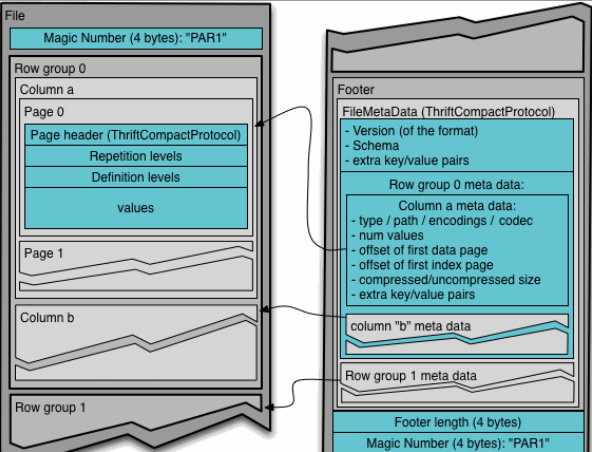 File
Magic Number (4 bytes): "PAR1"
Row group 0
Column a
Page 0
Page header (ThriftCompactProtocol)
Repetition levels
Definition levels
values
Page 1
Column b
Row group 1
Footer
FileMetaData (ThriftCompactProtocol)
- Version (of the format)
- Schema
- extra key/value pairs
Row group 0 meta data:
Column a meta data:
- type / path / encodings / codec
- num values
- offset of first data page
- offset of first index page
- compressed/uncompressed size
- extra key/value pairs
column "b" meta data
Row group 1 meta data
Footer length (4 bytes)
Magic Number (4 bytes): "PAR1"